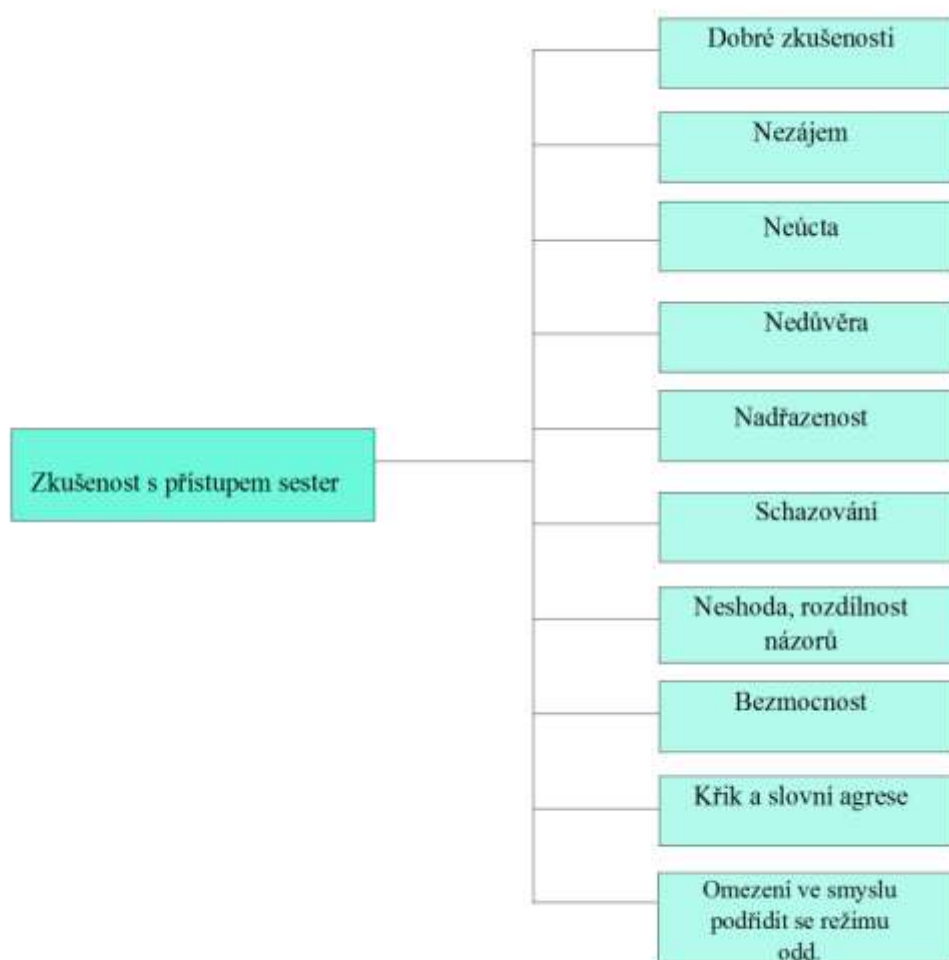 Dobré zkušenosti
Nezájem
Neúcta
Nedůvěra
Nadřazenost
Zkušenost s přístupem sester
Schazování
Neshoda, rozdílnost
názorů
Bezmocnost
Křik a slovní agrese
Omezení ve smyslu
podřídit se režimu
odd.